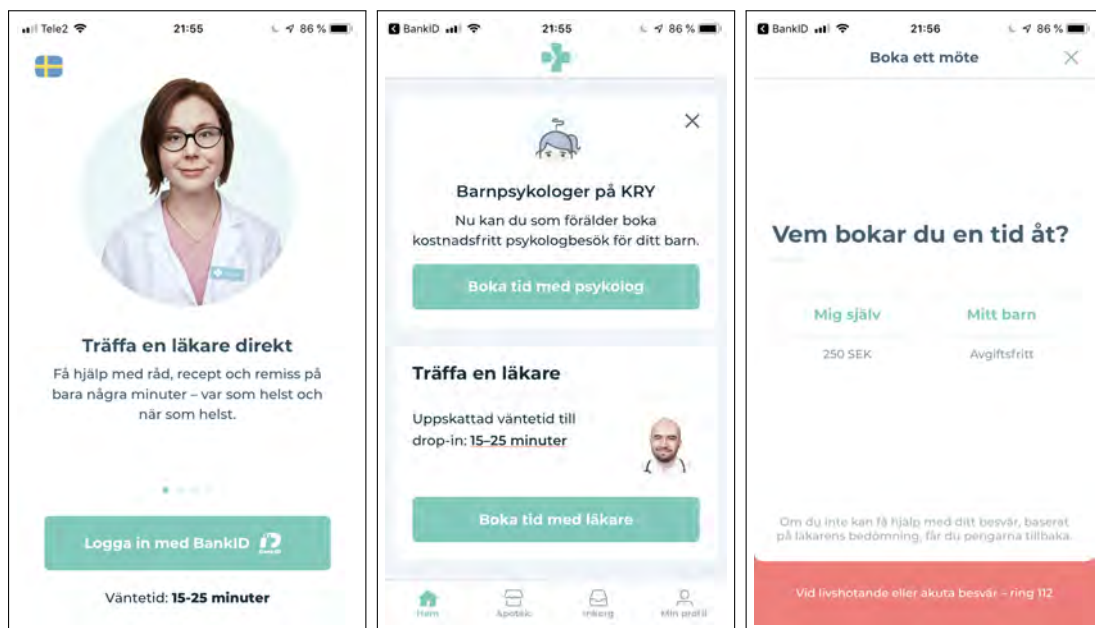 Tele2
21:55
86 %
Träffa en läkare direkt
Få hjälp med råd, recept och remiss på
bara några minuter – var som helst och
när som helst.
Logga in med BankID
BankID
Väntetid: 15-25 minuter
BankID
21:55
86 %
Barnpsykologer på KRY
Nu kan du som förälder boka
kostnadsfritt psykologbesök för ditt barn.
Boka tid med psykolog
Träffa en läkare
Uppskattad väntetid till
drop-in: 15–25 minuter
Boka tid med läkare
Hem
Apotek
Inkorg
Min profil
BankID
21:56
86 %
Boka ett möte
Vem bokar du en tid åt?
Mig själv
Mitt barn
250 SEK
Avgiftsfritt
Om du inte kan få hjälp med ditt besvär, baserat
på läkarens bedömning, får du pengarna tillbaka.
Vid livshotande eller akuta besvär – ring 112